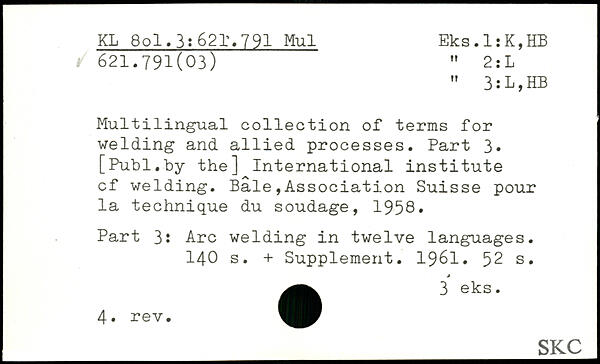 KL 8o1.3:621.791 Mul Eks.1:K,HB
621.791(03) " 2:L
" 3:L,HB
Multilingual collection of terms for
welding and allied processes. Part 3.
[Publ.by the] International institute
of welding. Bâle,Association Suisse pour
la technique du soudage, 1958.
Part 3: Arc welding in twelve languages.
140 s. + Supplement. 1961. 52 s.
3 eks.
4. rev.
SKC